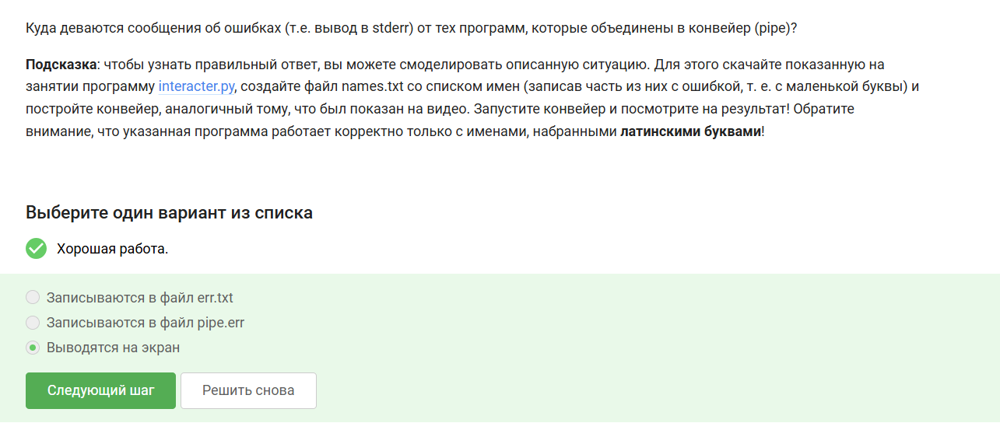 Куда деваются сообщения об ошибках (т.е. вывод в stderr) от тех программ, которые объединены в конвейер (pipe)?
Подсказка: чтобы узнать правильный ответ, вы можете смоделировать описанную ситуацию. Для этого скачайте показанную на
занятии программу interacter.py, создайте файл names.txt со списком имен (записав часть из них с ошибкой, т. е. с маленькой буквы) и
постройте конвейер, аналогичный тому, что был показан на видео. Запустите конвейер и посмотрите на результат! Обратите
внимание, что указанная программа работает корректно только с именами, набранными латинскими буквами!
Выберите один вариант из списка
Хорошая работа.
Записываются в файл err.txt
Записываются в файл pipe.err
Выводятся на экран
Следующий шаг
Решить снова